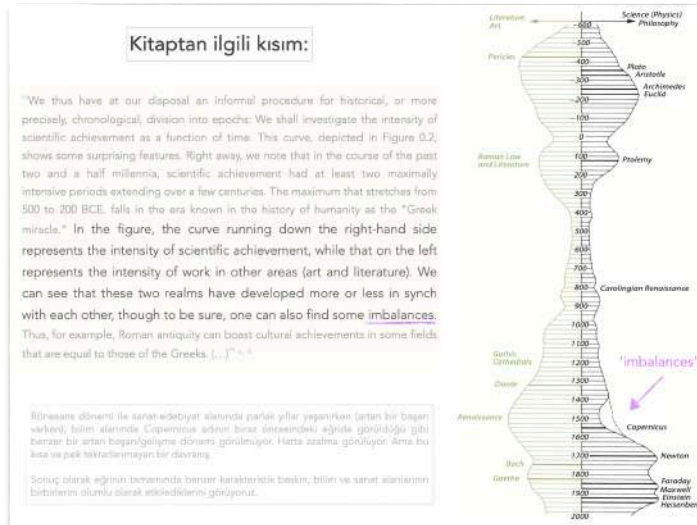 Kitaptan ilgili kısım:
"We thus have at our disposal an informal procedure for historical, or more
precisely, chronological, division into epochs: We shall investigate the intensity of
scientific achievement as a function of time. This curve, depicted in Figure 0.2,
shows some surprising features. Right away, we note that in the course of the past
two and a half millennia, scientific achievement had at least two maximally
intensive periods extending over a few centuries. The maximum that stretches from
500 to 200 BCE. falls in the era known in the history of humanity as the "Greek
miracle." In the figure, the curve running down the right-hand side
represents the intensity of scientific achievement, while that on the left
represents the intensity of work in other areas (art and literature). We
can see that these two realms have developed more or less in synch
with each other, though to be sure, one can also find some imbalances.
Thus, for example, Roman antiquity can boast cultural achievements in some fields
that are equal to those of the Greeks. (...)"
Rönesans dönemi ile sanat-edebiyat alanında parlak yıllar yaşanırken (artan bir başarı
varken), bilim alanında Copernicus adının biraz öncesindeki eğride görüldüğü gibi
benzer bir artan başarı/gelişme dönemi görülmüyor. Hatta azalma görülüyor. Ama bu
kısa ve pek tekrarlanmayan bir davranış.
Sonuç olarak eğrinin tamamında benzer karakteristik baskın; bilim ve sanat alanlarının
birbirlerini olumlu olarak etkilediklerini görüyoruz.
Literature
Art
Science (Physics)
Philosophy
-600
-500
Pericles
-400
Plato
Aristotle
-300
Archimedes
Euclid
-200
-100
0
Roman Law
and Literature
100
Ptolemy
200
300
400
500
600
700
800
Carolingian Renaissance
900
1000
1100
Gothic
Cathedrals
1200
1300
'imbalances'
Dante
1400
Renaissance
1500
Copernicus
1600
1700
Newton
Bach
1800
Goethe
Faraday
Maxwell
1900
Einstein
Heisenberg
2000